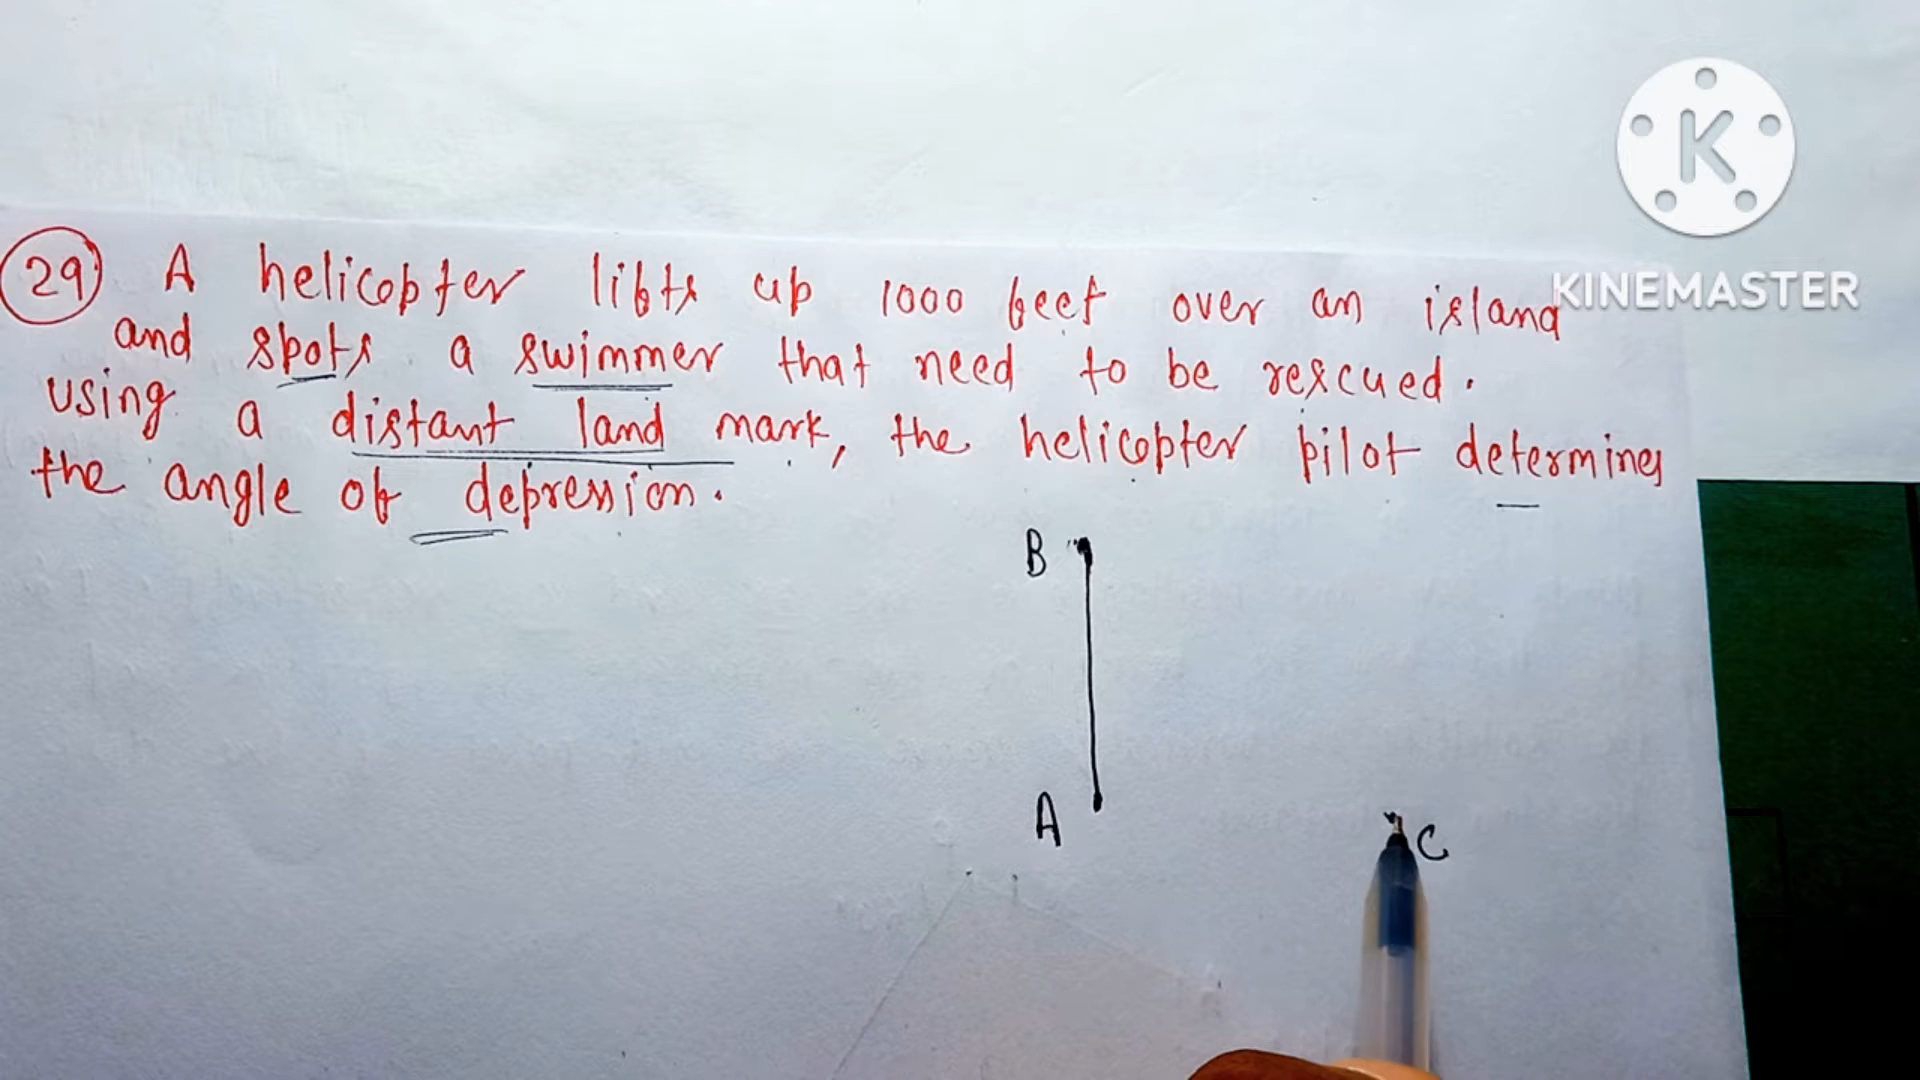 KINEMASTER
29 A helicopter lifts up 1000 feet over an island
and spots a swimmer that need to be rescued.
using a distant land mark, the helicopter pilot determines
the angle of depression.
B
A
C